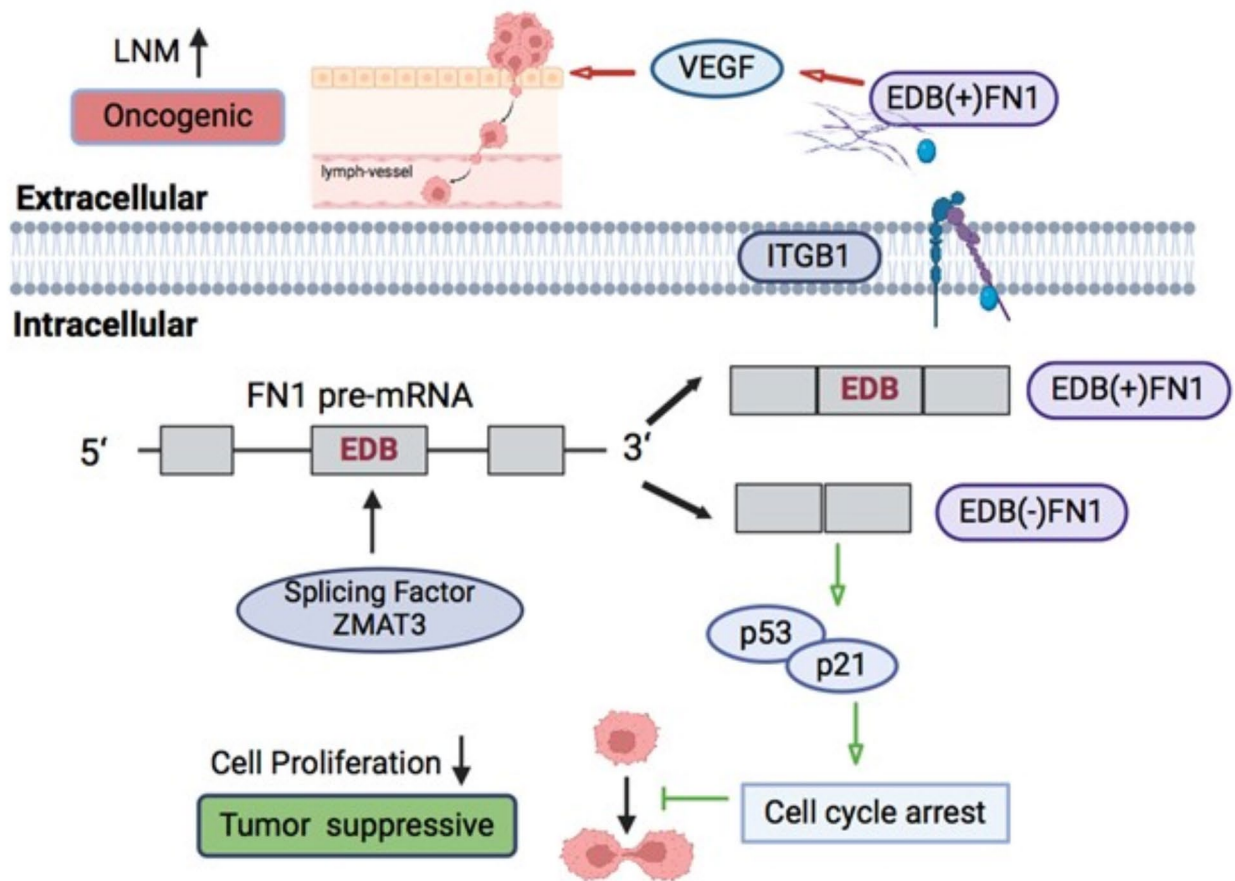 LNM
Oncogenic
VEGF
EDB(+)FN1
lymph-vessel
Extracellular
ITGB1
Intracellular
FN1 pre-mRNA
5‘
EDB
3‘
EDB
EDB(+)FN1
EDB(-)FN1
Splicing Factor
ZMAT3
p53
p21
Cell Proliferation
Tumor suppressive
Cell cycle arrest